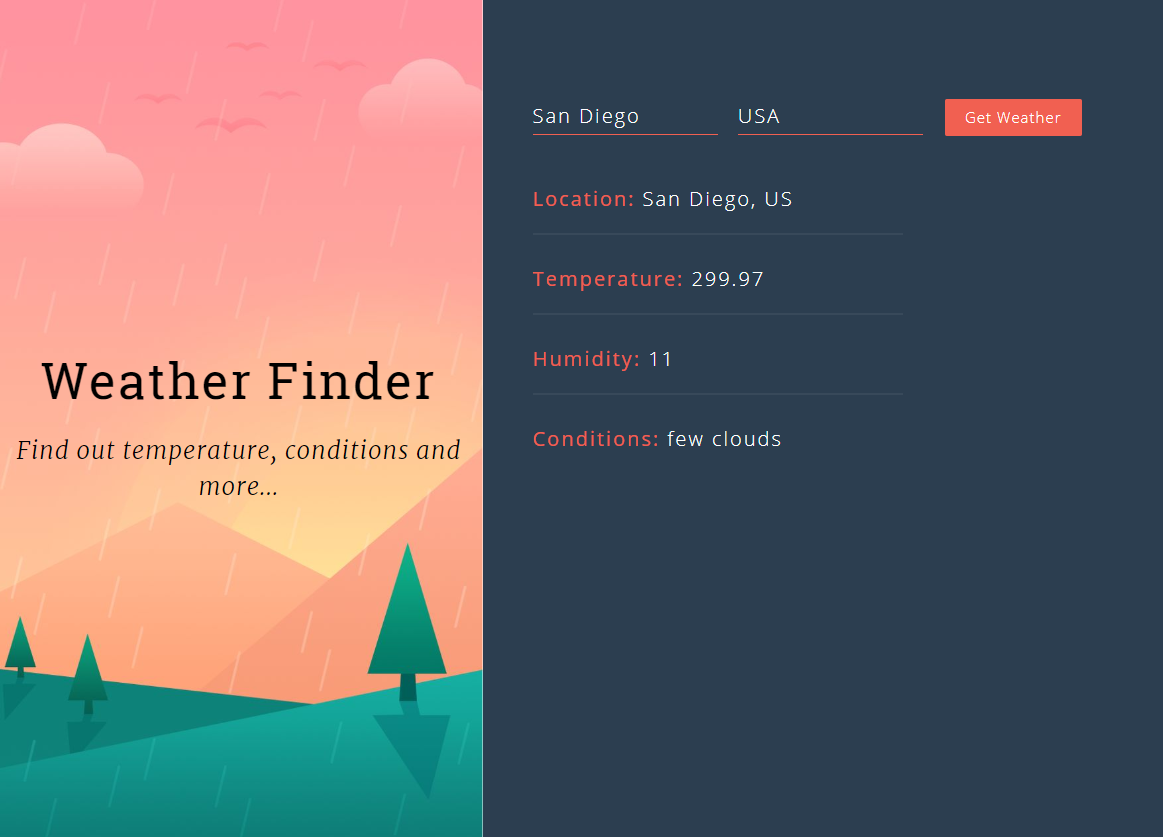 Weather Finder
Find out temperature, conditions and
more...
San Diego USA Get Weather
Location: San Diego, US
Temperature: 299.97
Humidity: 11
Conditions: few clouds